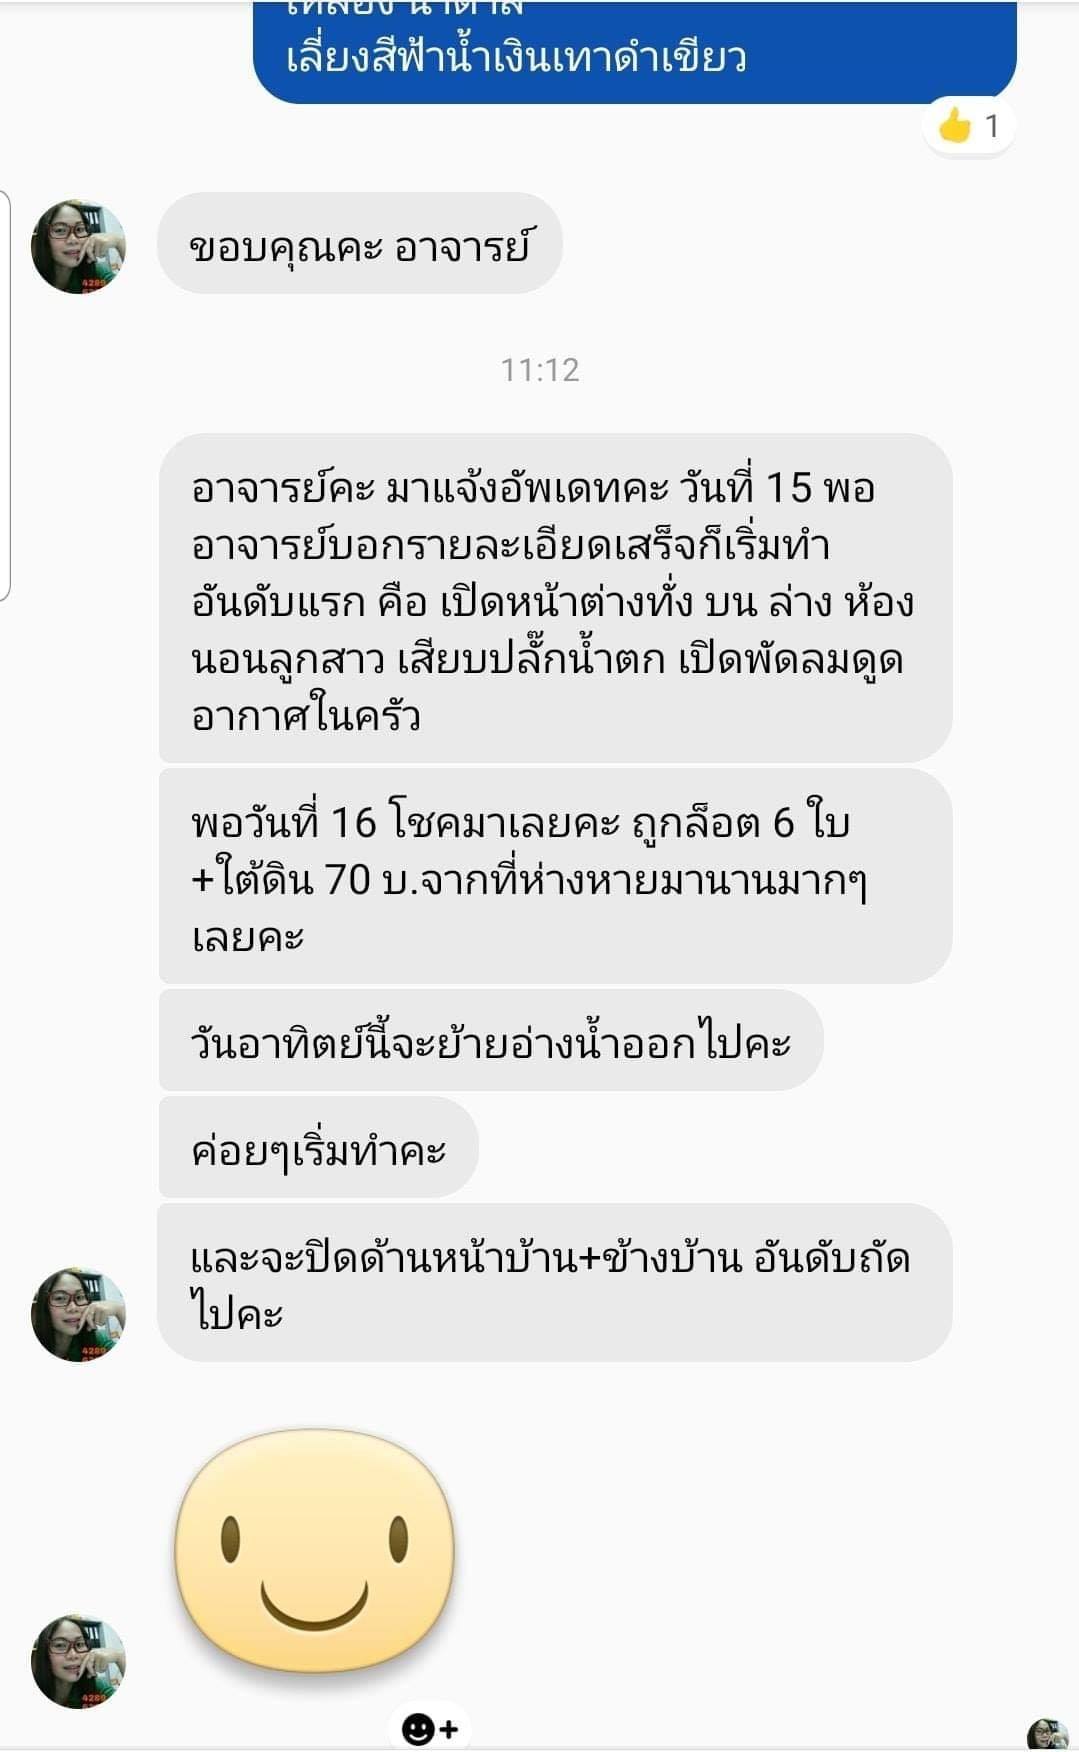 เลี่ยงสีฟ้าน้ำเงินเทาดำเขียว
1
ขอบคุณคะ อาจารย์
11:12
อาจารย์คะ มาแจ้งอัพเดทคะ วันที่ 15 พอ
อาจารย์บอกรายละเอียดเสร็จก็เริ่มทำ
อันดับแรก คือ เปิดหน้าต่างทั่ง บน ล่าง ห้อง
นอนลูกสาว เสียบปลั๊กน้ำตก เปิดพัดลมดูด
อากาศในครัว
พอวันที่ 16 โชคมาเลยคะ ถูกล็อต 6 ใบ
+ใต้ดิน 70 บ.จากที่ห่างหายมานานมากๆ
เลยคะ
วันอาทิตย์นี้จะย้ายอ่างน้ำออกไปคะ
ค่อยๆเริ่มทำคะ
และจะปิดด้านหน้าบ้าน+ข้างบ้าน อันดับถัด
ไปคะ